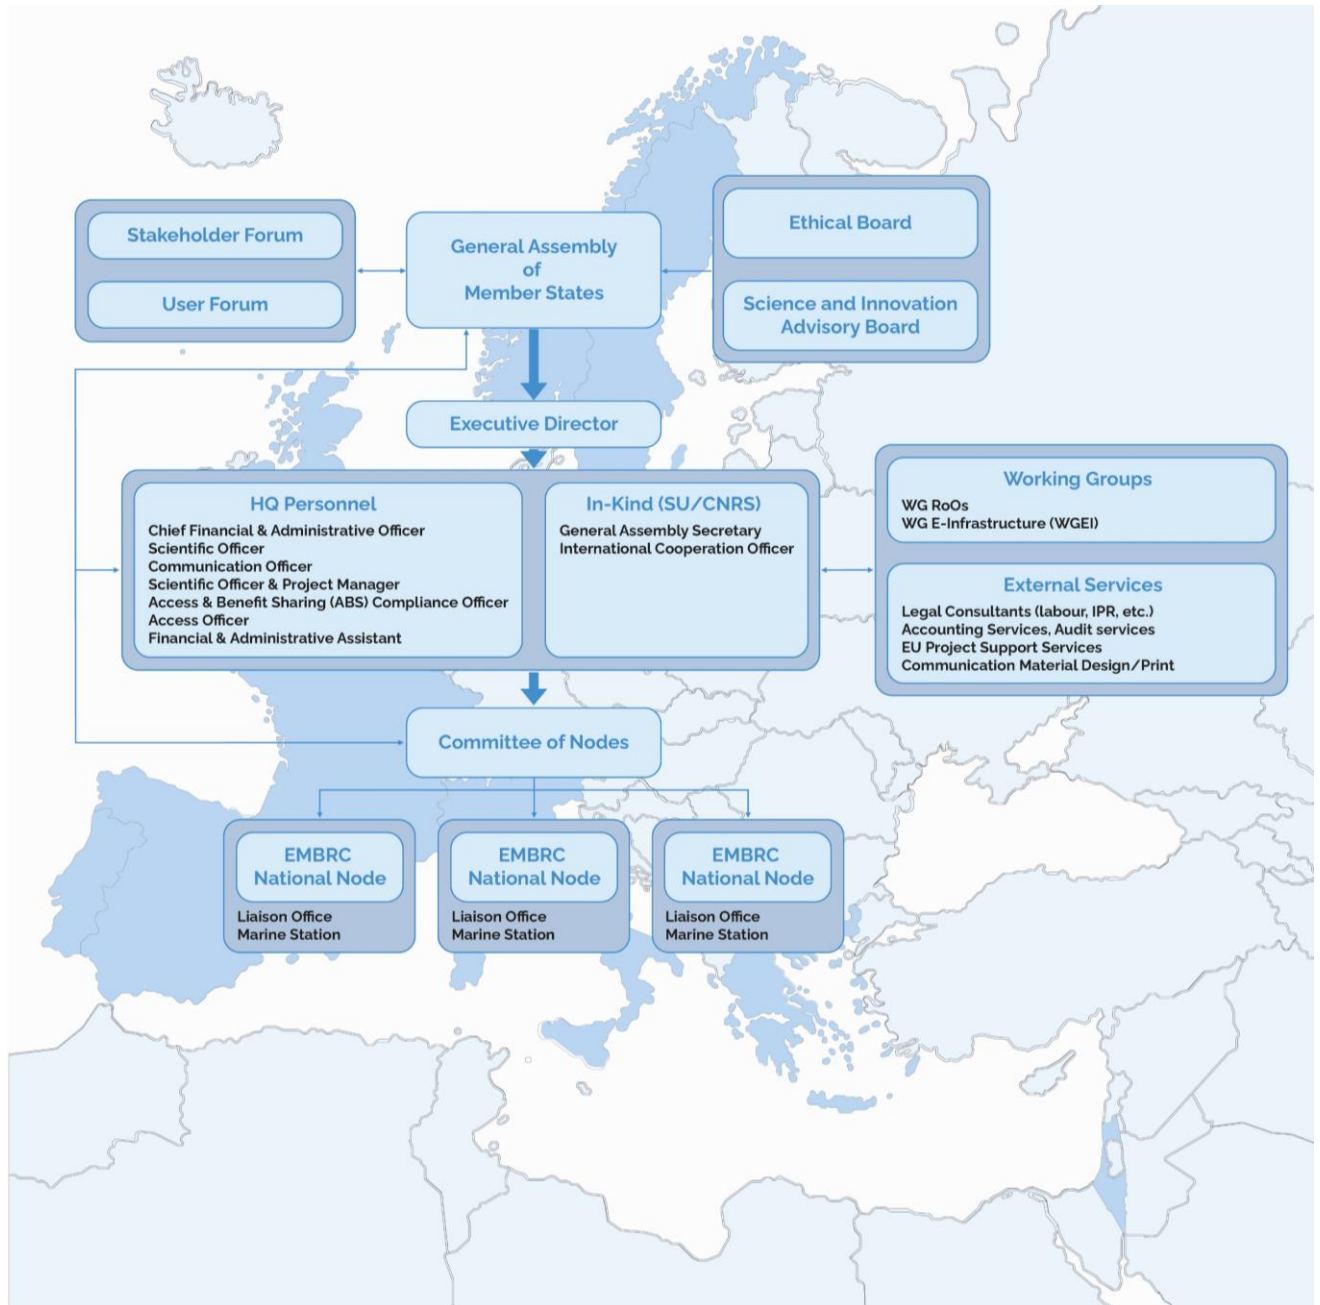 Stakeholder Forum
User Forum
General Assembly
of
Member States
Ethical Board
Science and Innovation
Advisory Board
Executive Director
HQ Personnel
Chief Financial & Administrative Officer
Scientific Officer
Communication Officer
Scientific Officer & Project Manager
Access & Benefit Sharing (ABS) Compliance Officer
Access Officer
Financial & Administrative Assistant
In-Kind (SU/CNRS)
General Assembly Secretary
International Cooperation Officer
Working Groups
WG RoOs
WG E-Infrastructure (WGEI)
External Services
Legal Consultants (labour, IPR, etc.)
Accounting Services, Audit services
EU Project Support Services
Communication Material Design/Print
Committee of Nodes
EMBRC
National Node
Liaison Office
Marine Station
EMBRC
National Node
Liaison Office
Marine Station
EMBRC
National Node
Liaison Office
Marine Station